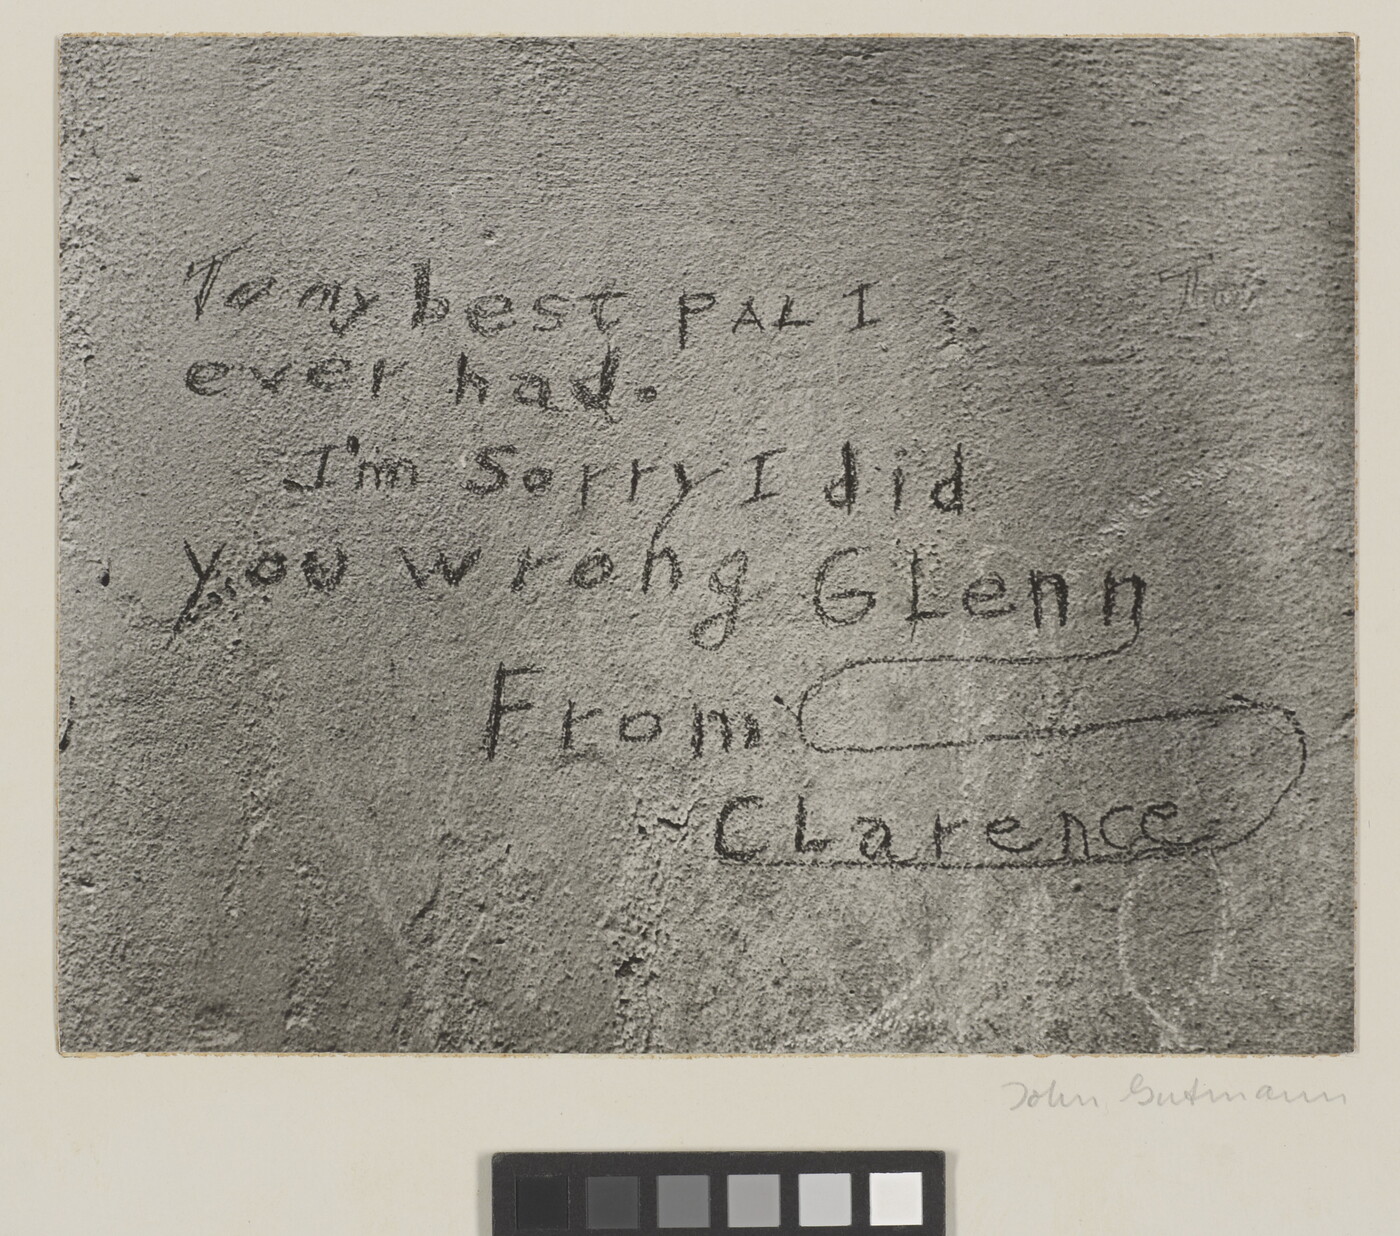 To my best PAL I
ever had.
I'm Sorry I did
you wrong GLenn
From
~CLarence
John Gutmann